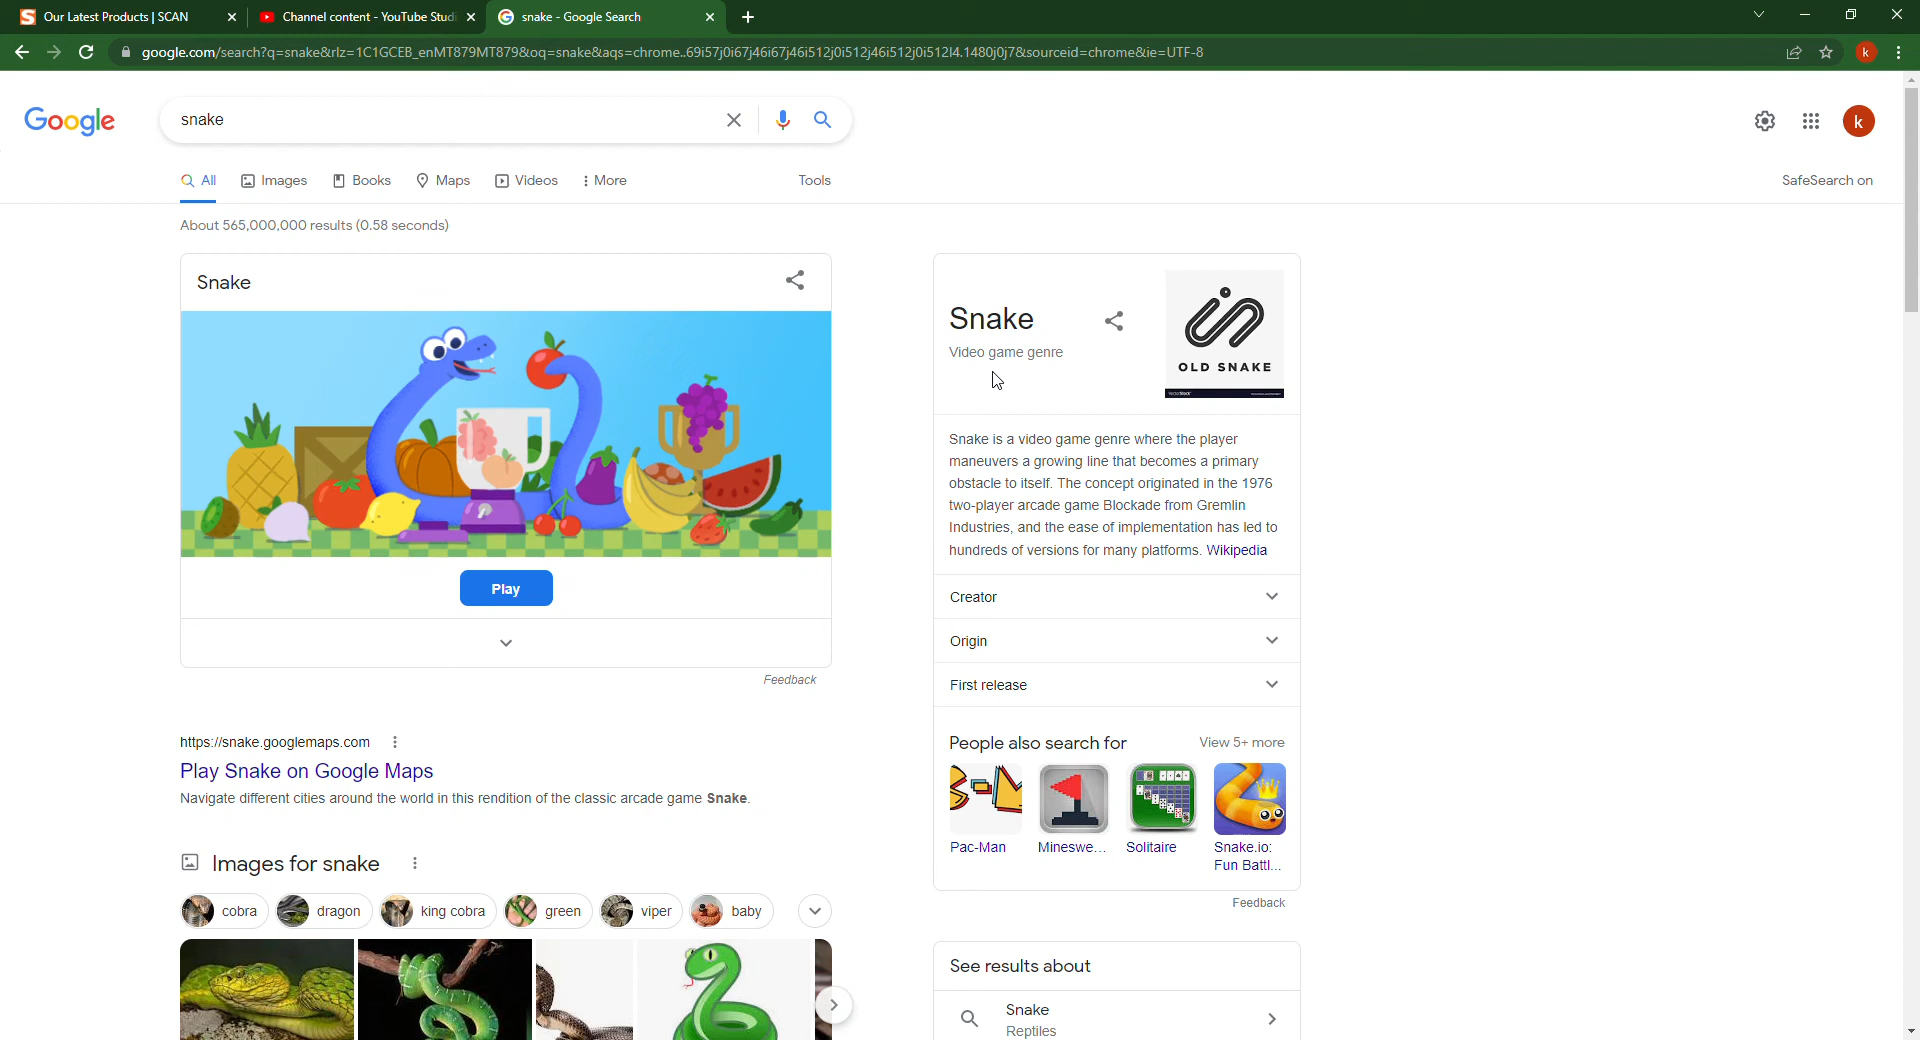 Our Latest Products | SCAN
Channel content - YouTube Studi
snake - Google Search
google.com/search?q=snake&rlz=1C1GCEB_enMT879MT879&oq=snake&aqs=chrome..69i57j0i67j46i67j46i512j0i512j46i512j0i512l4.1480j0j7&sourceid=chrome&ie=UTF-8
k
Google
snake
k
All
Images
Books
Maps
Videos
More
Tools
SafeSearch on
About 565,000,000 results (0.58 seconds)
Snake
Play
Feedback
https://snake.googlemaps.com
Play Snake on Google Maps
Navigate different cities around the world in this rendition of the classic arcade game Snake.
Images for snake
cobra
dragon
king cobra
green
viper
baby
Snake
Video game genre
OLD SNAKE
Snake is a video game genre where the player
maneuvers a growing line that becomes a primary
obstacle to itself. The concept originated in the 1976
two-player arcade game Blockade from Gremlin
Industries, and the ease of implementation has led to
hundreds of versions for many platforms. Wikipedia
Creator
Origin
First release
People also search for
View 5+ more
Pac-Man
Mineswe...
Solitaire
Snake.io:
Fun Battl...
Feedback
See results about
Snake
Reptiles